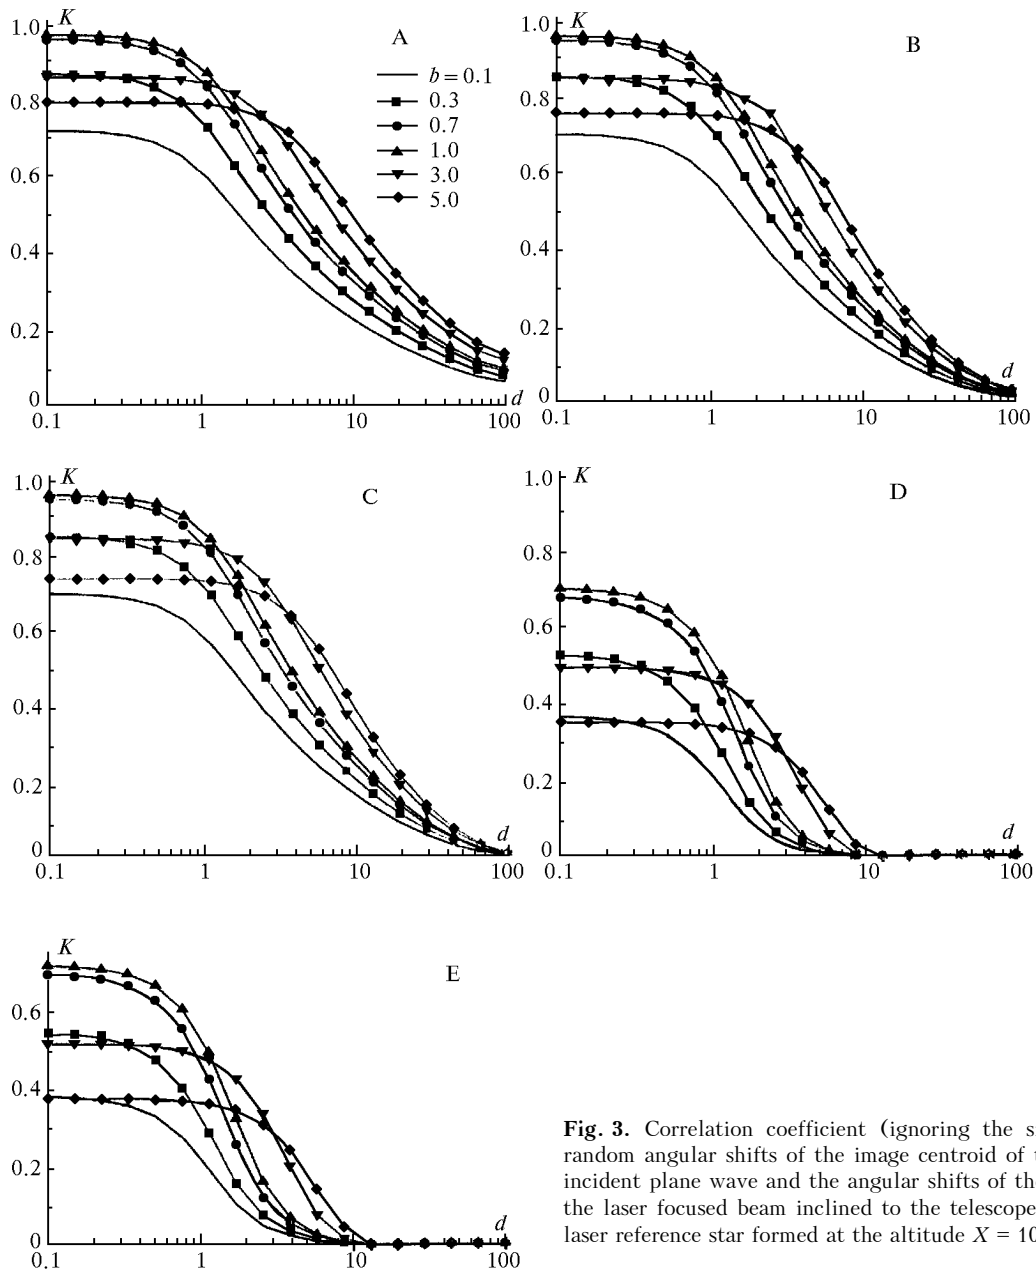 K
A
1.0
0.8
0.6
0.4
0.2
0
0.1
1
10
d
100
b = 0.1
0.3
0.7
1.0
3.0
5.0
K
B
1.0
0.8
0.6
0.4
0.2
0
0.1
1
10
d
100
K
C
1.0
0.8
0.6
0.4
0.2
0
0.1
1
10
d
100
K
D
1.0
0.8
0.6
0.4
0.2
0
0.1
1
10
d
100
K
E
0.6
0.4
0.2
0
0.1
1
10
100
Fig. 3. Correlation coefficient (ignoring the
random angular shifts of the image centroid of
incident plane wave and the angular shifts of
the laser focused beam inclined to the telescope
laser reference star formed at the altitude X = 10